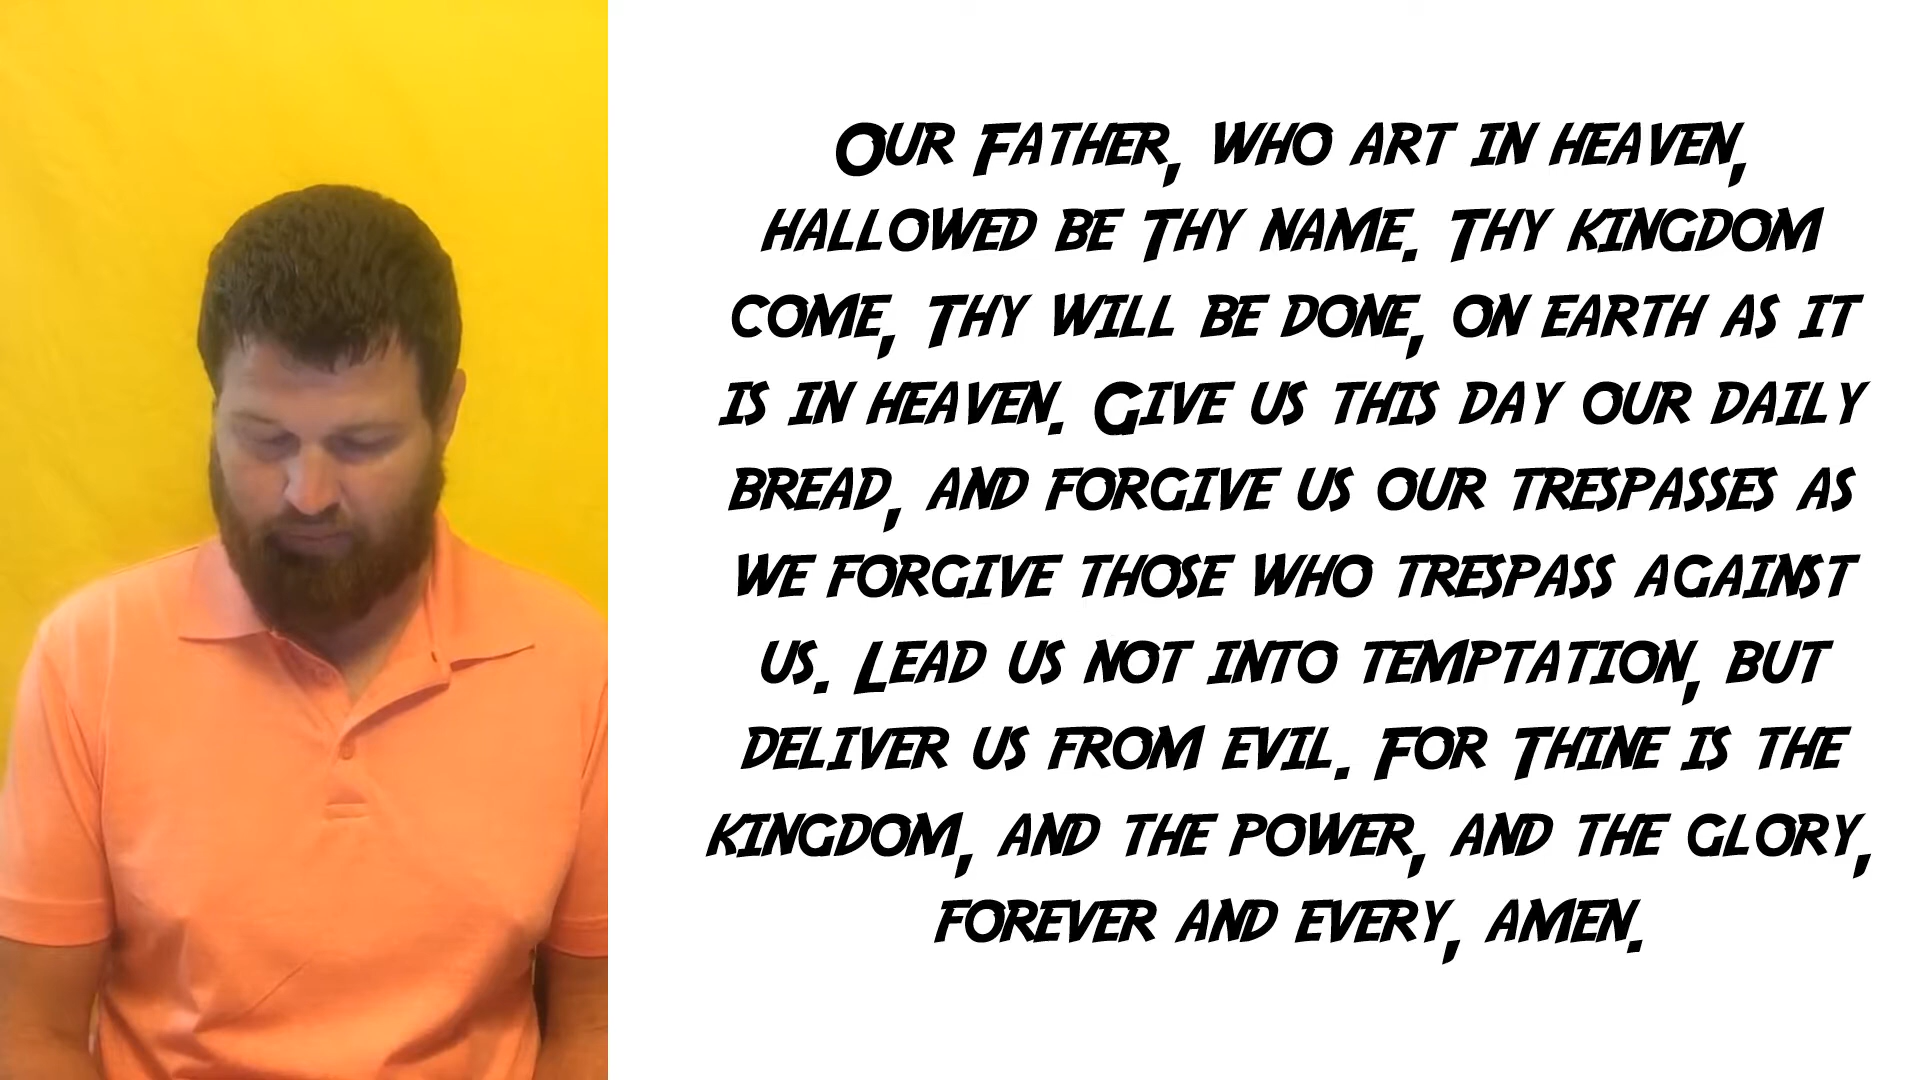 Our Father, who art in heaven,
hallowed be Thy name. Thy kingdom
come, Thy will be done, on earth as it
is in heaven. Give us this day our daily
bread, and forgive us our trespasses as
we forgive those who trespass against
us. Lead us not into temptation, but
deliver us from evil. For Thine is the
kingdom, and the power, and the glory,
forever and every, amen.